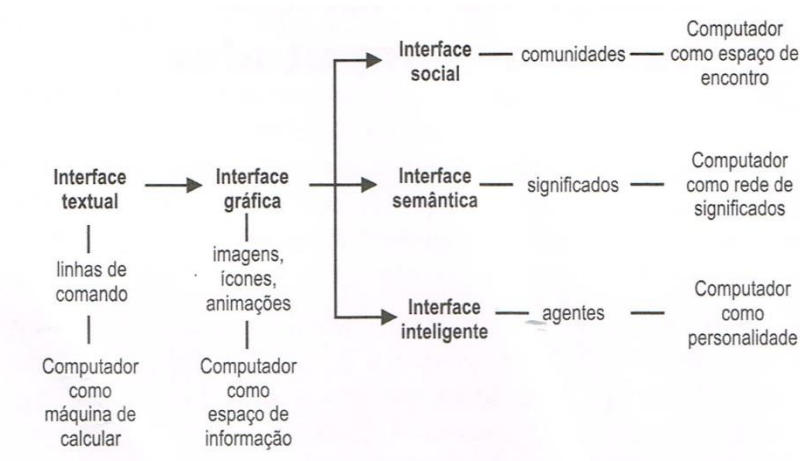 Interface
textual
linhas de
comando
Computador
como
máquina de
calcular
Interface
gráfica
imagens,
ícones,
animações
Computador
como
espaço de
informação
Interface
social
comunidades
Computador
como espaço de
encontro
Interface
semântica
significados
Computador
como rede de
significados
Interface
inteligente
agentes
Computador
como
personalidade